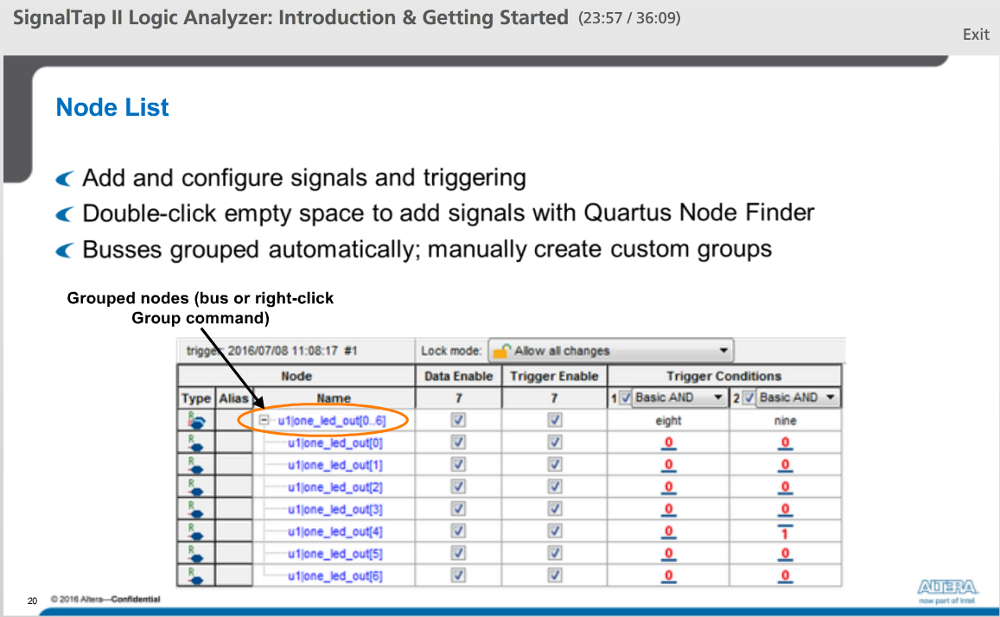 SignalTap II Logic Analyzer: Introduction & Getting Started (23:57 / 36:09)
Exit
Node List
Add and configure signals and triggering
Double-click empty space to add signals with Quartus Node Finder
Busses grouped automatically; manually create custom groups
Grouped nodes (bus or right-click
Group command)
trigger: 2016/07/08 11:08:17 #1 Lock mode: Allow all changes
Node Data Enable Trigger Enable Trigger Conditions
Type Alias Name 7 7 1 Basic AND 2 Basic AND
R u1|one_led_out[0..6] eight nine
R u1|one_led_out[0] 0 0
R u1|one_led_out[1] 0 0
R u1|one_led_out[2] 0 0
R u1|one_led_out[3] 0 0
R u1|one_led_out[4] 0 1
R u1|one_led_out[5] 0 0
R u1|one_led_out[6] 0 0
20 © 2016 Altera—Confidential
ALTERA
now part of Intel